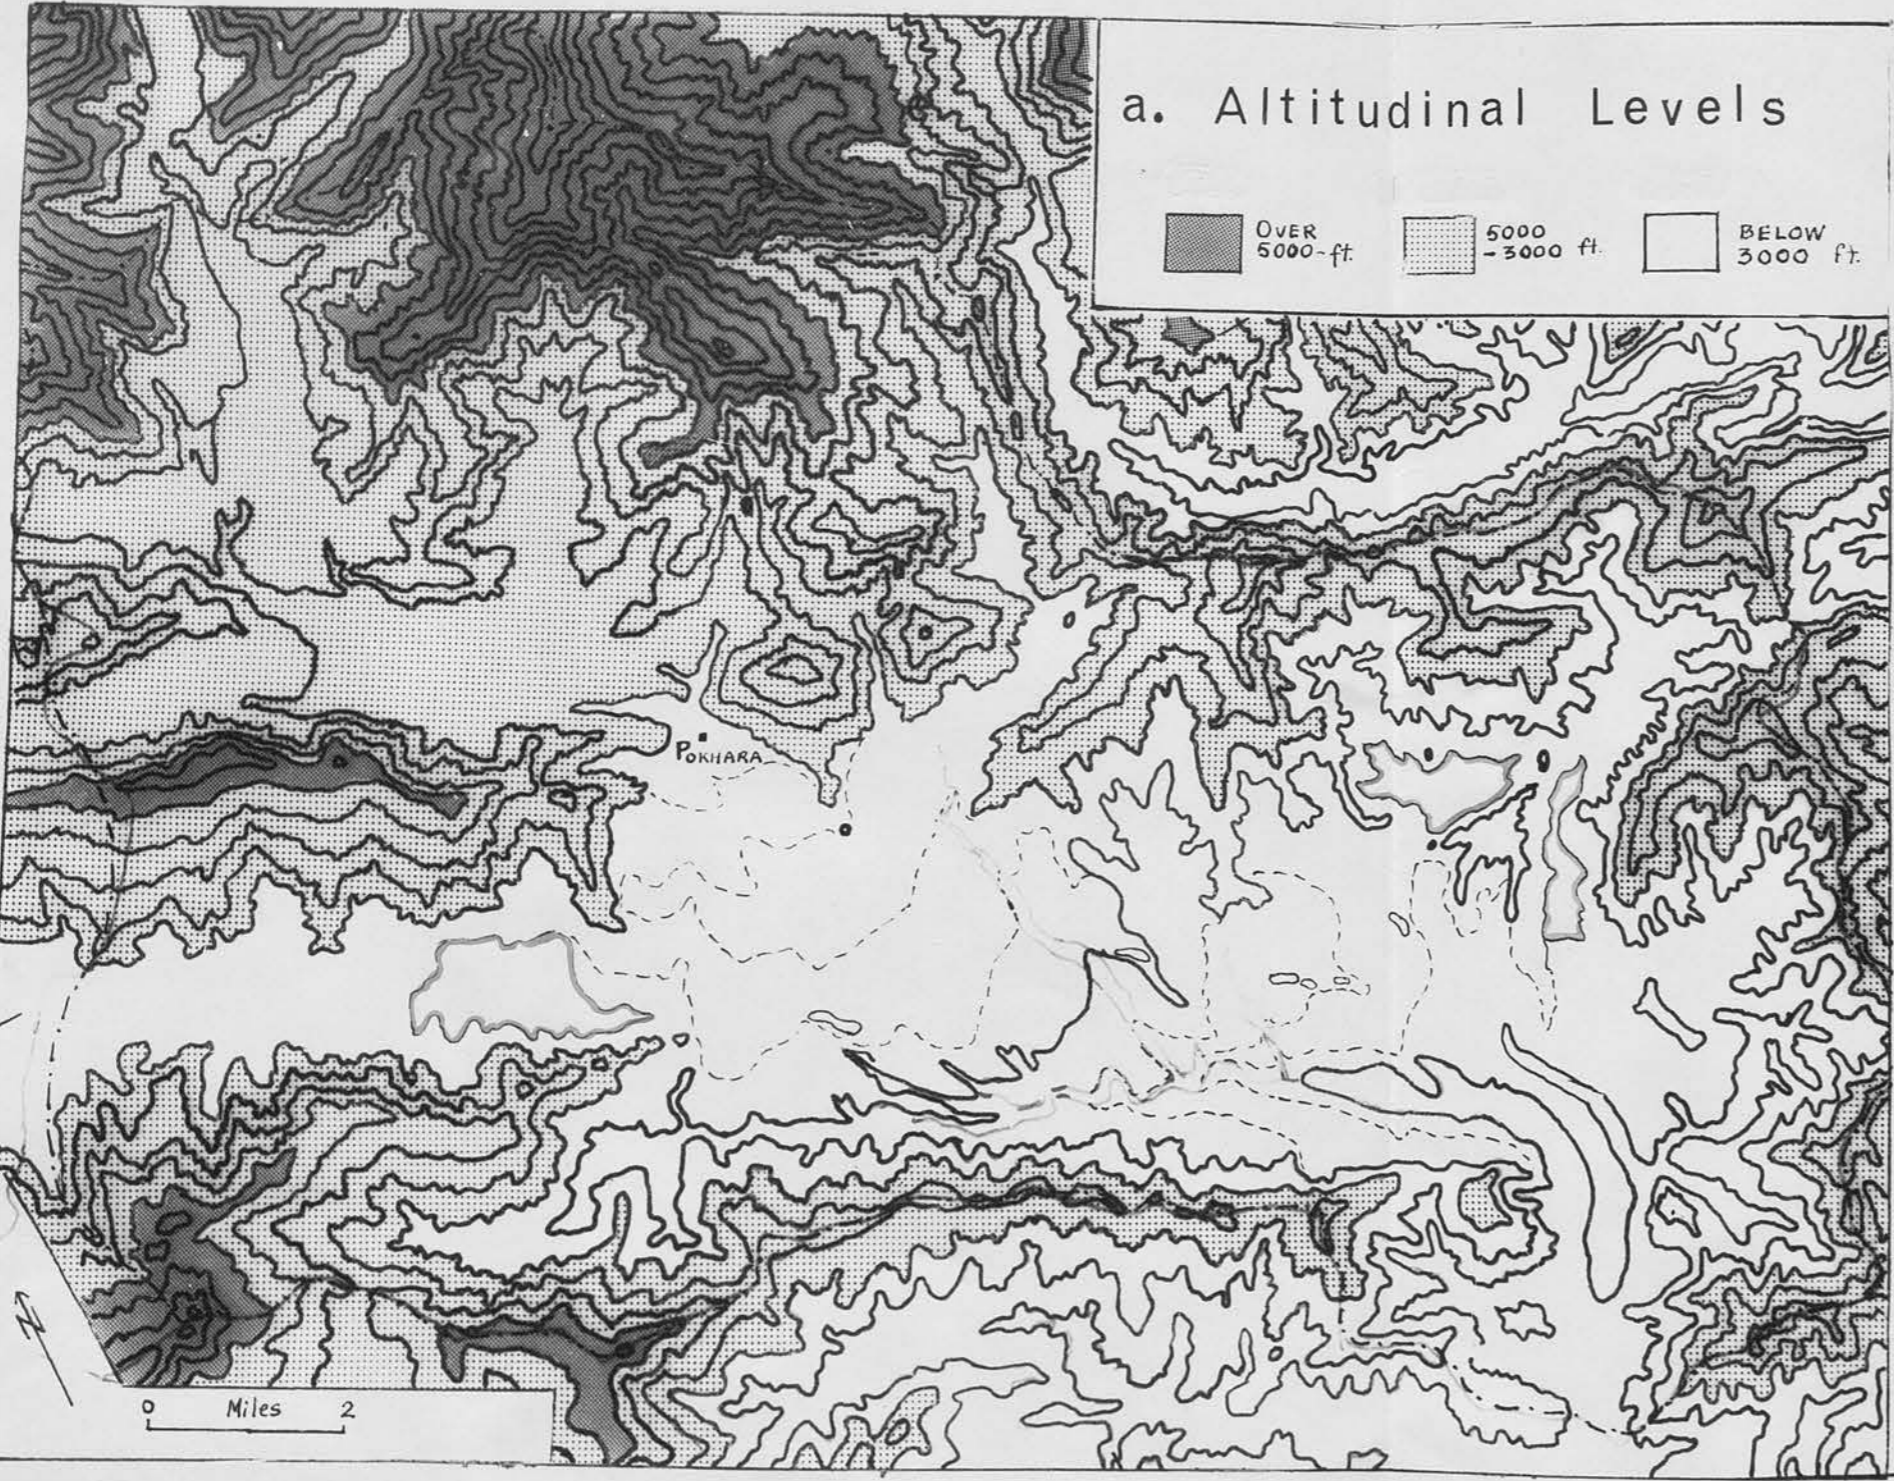 a. Altitudinal Levels
OVER
5000-ft.
5000
-3000 ft.
BELOW
3000 ft.
POKHARA
N
0 Miles 2